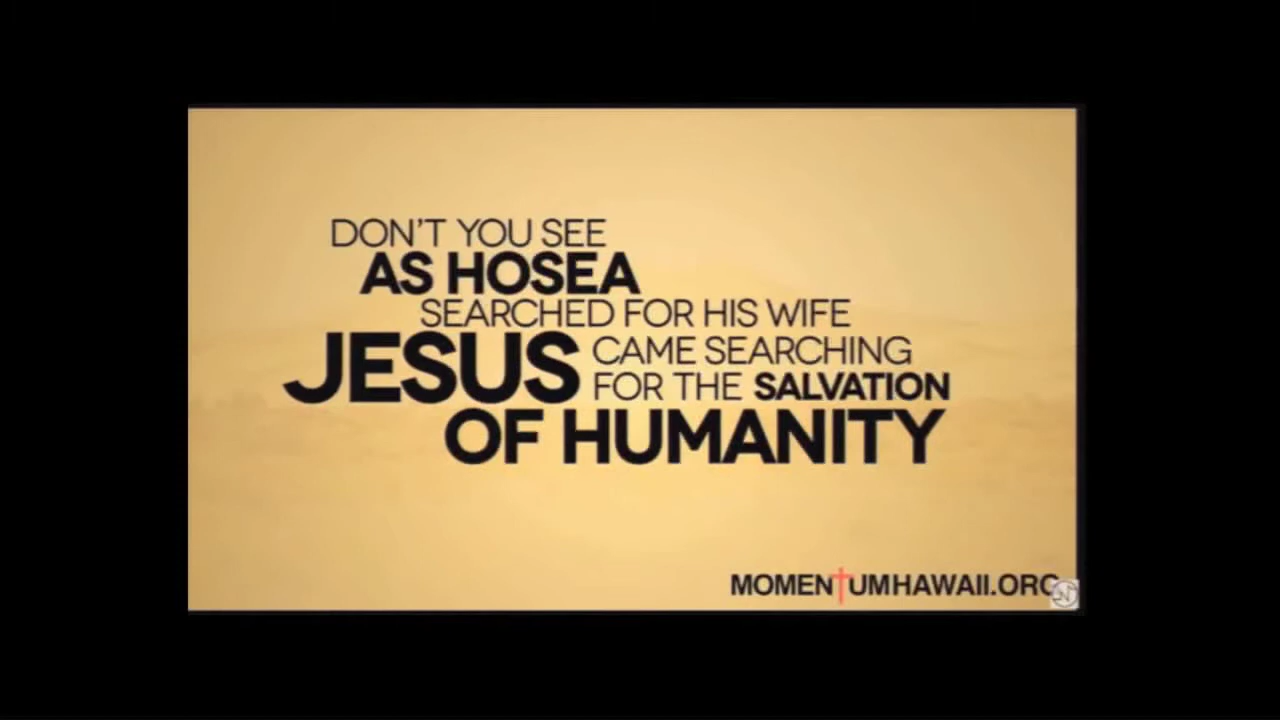 DON'T YOU SEE
AS HOSEA
SEARCHED FOR HIS WIFE
JESUS CAME SEARCHING
FOR THE SALVATION
OF HUMANITY
MOMENTUMHAWAII.ORG